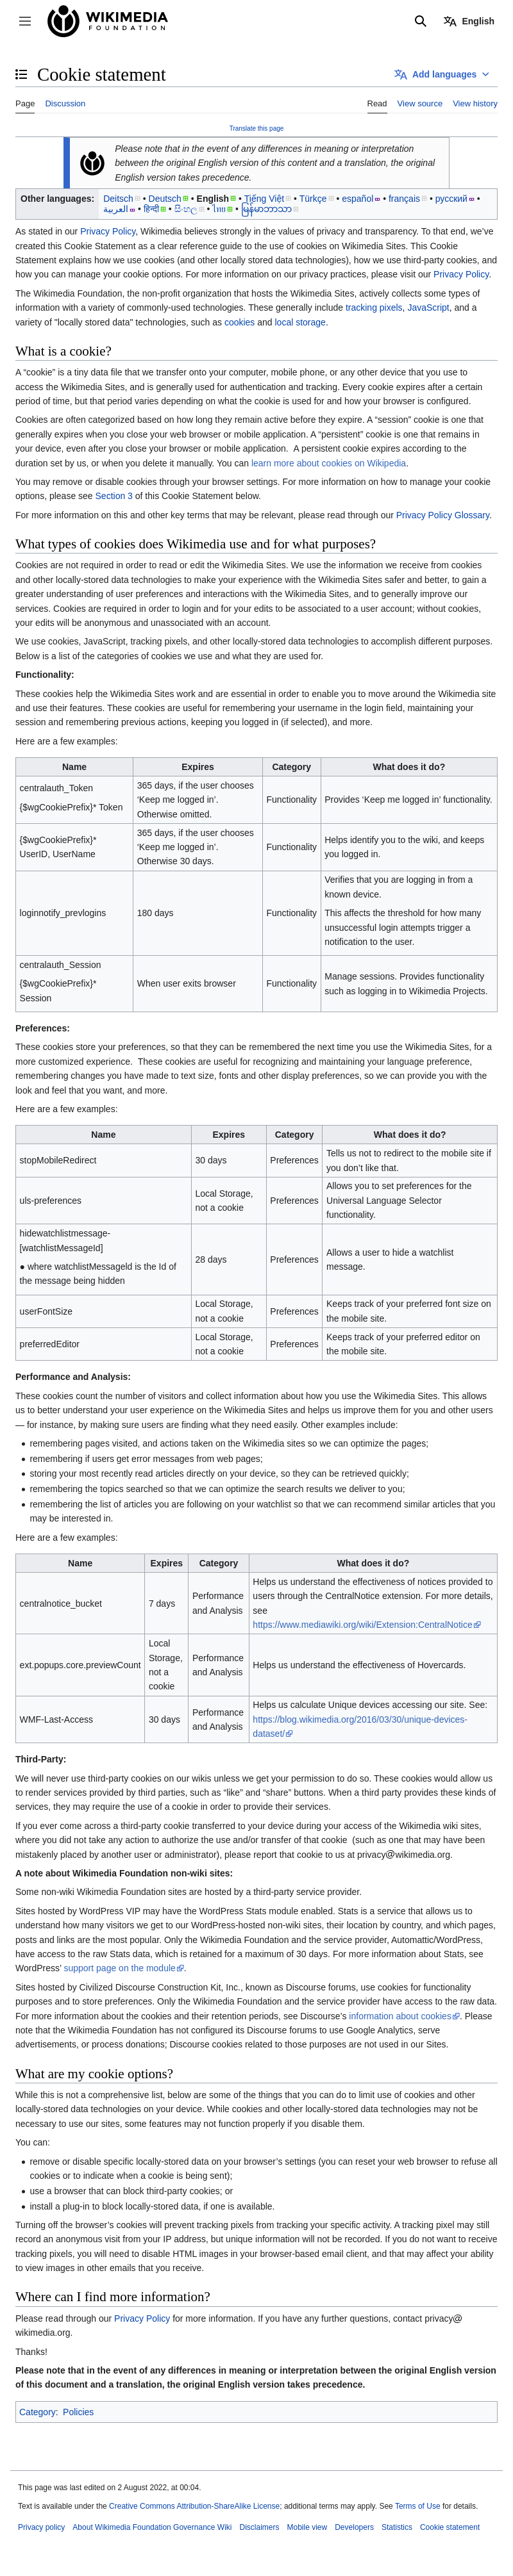 WIKIMEDIA
FOUNDATION
English
Cookie statement
Add languages
Page Discussion Read View source View history
Translate this page
Please note that in the event of any differences in meaning or interpretation
between the original English version of this content and a translation, the original
English version takes precedence.
Other languages: Deitsch • Deutsch • English • Tiếng Việt • Türkçe • español • français • русский •
العربية • हिन्दी • සිංහල • ไทย • မြန်မာဘာသာ
As stated in our Privacy Policy, Wikimedia believes strongly in the values of openness and transparency. To that end, we’ve
created this Cookie Statement as a clear reference and guide for your understanding of cookies on Wikimedia Sites. This Cookie
Statement explains how we use cookies (and other locally stored data technologies), how we use third-party cookies, and how
you can manage your cookie options. For more information on our privacy practices, please visit our Privacy Policy.
The Wikimedia Foundation, the non-profit organization that hosts the Wikimedia Sites, actively collects some types of
information with a variety of commonly-used technologies. These generally include tracking pixels, JavaScript, and a
variety of "locally stored data" technologies, such as cookies and local storage.
What is a cookie?
A “cookie” is a tiny data file that we transfer onto your computer, mobile phone, or any other device that you use to
access the Wikimedia Sites, and is generally used for authentication and tracking. Every cookie expires after a certain
period of time, but that period varies depending on what the cookie is used for and how your browser is configured.
Cookies are often categorized based on how long they remain active before they expire. A “session” cookie is one that
generally expires when you close your web browser or mobile application. A “persistent” cookie is one that remains in
your device, even after you close your browser or mobile application.  A persistent cookie expires according to the
duration set by us, or when you delete it manually. You can learn more about cookies on Wikipedia.
You may remove or disable cookies through your browser settings. For more information on how to manage your cookie
options, please see Section 3 of this Cookie Statement below.
For more information on this and other key terms that may be relevant, please read through our Privacy Policy Glossary.
What types of cookies does Wikimedia use and for what purposes?
Cookies are not required in order to read or edit the Wikimedia Sites. We use the information we receive from cookies
and other locally-stored data technologies to make your experience with the Wikimedia Sites safer and better, to gain a
greater understanding of user preferences and interactions with the Wikimedia Sites, and to generally improve our
services. Cookies are required in order to login and for your edits to be associated to a user account; without cookies,
your edits will be anonymous and unassociated with an account.
We use cookies, JavaScript, tracking pixels, and other locally-stored data technologies to accomplish different purposes.
Below is a list of the categories of cookies we use and what they are used for.
Functionality:
These cookies help the Wikimedia Sites work and are essential in order to enable you to move around the Wikimedia site
and use their features. These cookies are useful for remembering your username in the login field, maintaining your
session and remembering previous actions, keeping you logged in (if selected), and more.
Here are a few examples:
Name Expires Category What does it do?
centralauth_Token
{$wgCookiePrefix}* Token
365 days, if the user chooses
‘Keep me logged in’.
Otherwise omitted.
Functionality
Provides ‘Keep me logged in’ functionality.
{$wgCookiePrefix}*
UserID, UserName
365 days, if the user chooses
‘Keep me logged in’.
Otherwise 30 days.
Functionality
Helps identify you to the wiki, and keeps
you logged in.
loginnotify_prevlogins
180 days
Functionality
Verifies that you are logging in from a
known device.
This affects the threshold for how many
unsuccessful login attempts trigger a
notification to the user.
centralauth_Session
{$wgCookiePrefix}*
Session
When user exits browser
Functionality
Manage sessions. Provides functionality
such as logging in to Wikimedia Projects.
Preferences:
These cookies store your preferences, so that they can be remembered the next time you use the Wikimedia Sites, for a
more customized experience.  These cookies are useful for recognizing and maintaining your language preference,
remembering changes you have made to text size, fonts and other display preferences, so we can provide you with the
look and feel that you want, and more.
Here are a few examples:
Name Expires Category What does it do?
stopMobileRedirect
30 days
Preferences
Tells us not to redirect to the mobile site if
you don’t like that.
uls-preferences
Local Storage,
not a cookie
Preferences
Allows you to set preferences for the
Universal Language Selector
functionality.
hidewatchlistmessage-
[watchlistMessageId]
● where watchlistMessageld is the Id of
the message being hidden
28 days
Preferences
Allows a user to hide a watchlist
message.
userFontSize
Local Storage,
not a cookie
Preferences
Keeps track of your preferred font size on
the mobile site.
preferredEditor
Local Storage,
not a cookie
Preferences
Keeps track of your preferred editor on
the mobile site.
Performance and Analysis:
These cookies count the number of visitors and collect information about how you use the Wikimedia Sites. This allows
us to better understand your user experience on the Wikimedia Sites and helps us improve them for you and other users
— for instance, by making sure users are finding what they need easily. Other examples include:
• remembering pages visited, and actions taken on the Wikimedia sites so we can optimize the pages;
• remembering if users get error messages from web pages;
• storing your most recently read articles directly on your device, so they can be retrieved quickly;
• remembering the topics searched so that we can optimize the search results we deliver to you;
• remembering the list of articles you are following on your watchlist so that we can recommend similar articles that you
may be interested in.
Here are a few examples:
Name Expires Category What does it do?
centralnotice_bucket
7 days
Performance
and Analysis
Helps us understand the effectiveness of notices provided to
users through the CentralNotice extension. For more details,
see
https://www.mediawiki.org/wiki/Extension:CentralNotice
ext.popups.core.previewCount
Local
Storage,
not a
cookie
Performance
and Analysis
Helps us understand the effectiveness of Hovercards.
WMF-Last-Access
30 days
Performance
and Analysis
Helps us calculate Unique devices accessing our site. See:
https://blog.wikimedia.org/2016/03/30/unique-devices-
dataset/
Third-Party:
We will never use third-party cookies on our wikis unless we get your permission to do so. These cookies would allow us
to render services provided by third parties, such as “like” and “share” buttons. When a third party provides these kinds of
services, they may require the use of a cookie in order to provide their services.
If you ever come across a third-party cookie transferred to your device during your access of the Wikimedia wiki sites,
where you did not take any action to authorize the use and/or transfer of that cookie  (such as one that may have been
mistakenly placed by another user or administrator), please report that cookie to us at privacy@wikimedia.org.
A note about Wikimedia Foundation non-wiki sites:
Some non-wiki Wikimedia Foundation sites are hosted by a third-party service provider.
Sites hosted by WordPress VIP may have the WordPress Stats module enabled. Stats is a service that allows us to
understand how many visitors we get to our WordPress-hosted non-wiki sites, their location by country, and which pages,
posts and links are the most popular. Only the Wikimedia Foundation and the service provider, Automattic/WordPress,
have access to the raw Stats data, which is retained for a maximum of 30 days. For more information about Stats, see
WordPress’ support page on the module.
Sites hosted by Civilized Discourse Construction Kit, Inc., known as Discourse forums, use cookies for functionality
purposes and to store preferences. Only the Wikimedia Foundation and the service provider have access to the raw data.
For more information about the cookies and their retention periods, see Discourse’s information about cookies. Please
note that the Wikimedia Foundation has not configured its Discourse forums to use Google Analytics, serve
advertisements, or process donations; Discourse cookies related to those purposes are not used in our Sites.
What are my cookie options?
While this is not a comprehensive list, below are some of the things that you can do to limit use of cookies and other
locally-stored data technologies on your device. While cookies and other locally-stored data technologies may not be
necessary to use our sites, some features may not function properly if you disable them.
You can:
• remove or disable specific locally-stored data on your browser’s settings (you can reset your web browser to refuse all
cookies or to indicate when a cookie is being sent);
• use a browser that can block third-party cookies; or
• install a plug-in to block locally-stored data, if one is available.
Turning off the browser’s cookies will prevent tracking pixels from tracking your specific activity. A tracking pixel may still
record an anonymous visit from your IP address, but unique information will not be recorded. If you do not want to receive
tracking pixels, you will need to disable HTML images in your browser-based email client, and that may affect your ability
to view images in other emails that you receive.
Where can I find more information?
Please read through our Privacy Policy for more information. If you have any further questions, contact privacy@
wikimedia.org.
Thanks!
Please note that in the event of any differences in meaning or interpretation between the original English version
of this document and a translation, the original English version takes precedence.
Category: Policies
This page was last edited on 2 August 2022, at 00:04.
Text is available under the Creative Commons Attribution-ShareAlike License; additional terms may apply. See Terms of Use for details.
Privacy policy About Wikimedia Foundation Governance Wiki Disclaimers Mobile view Developers Statistics Cookie statement